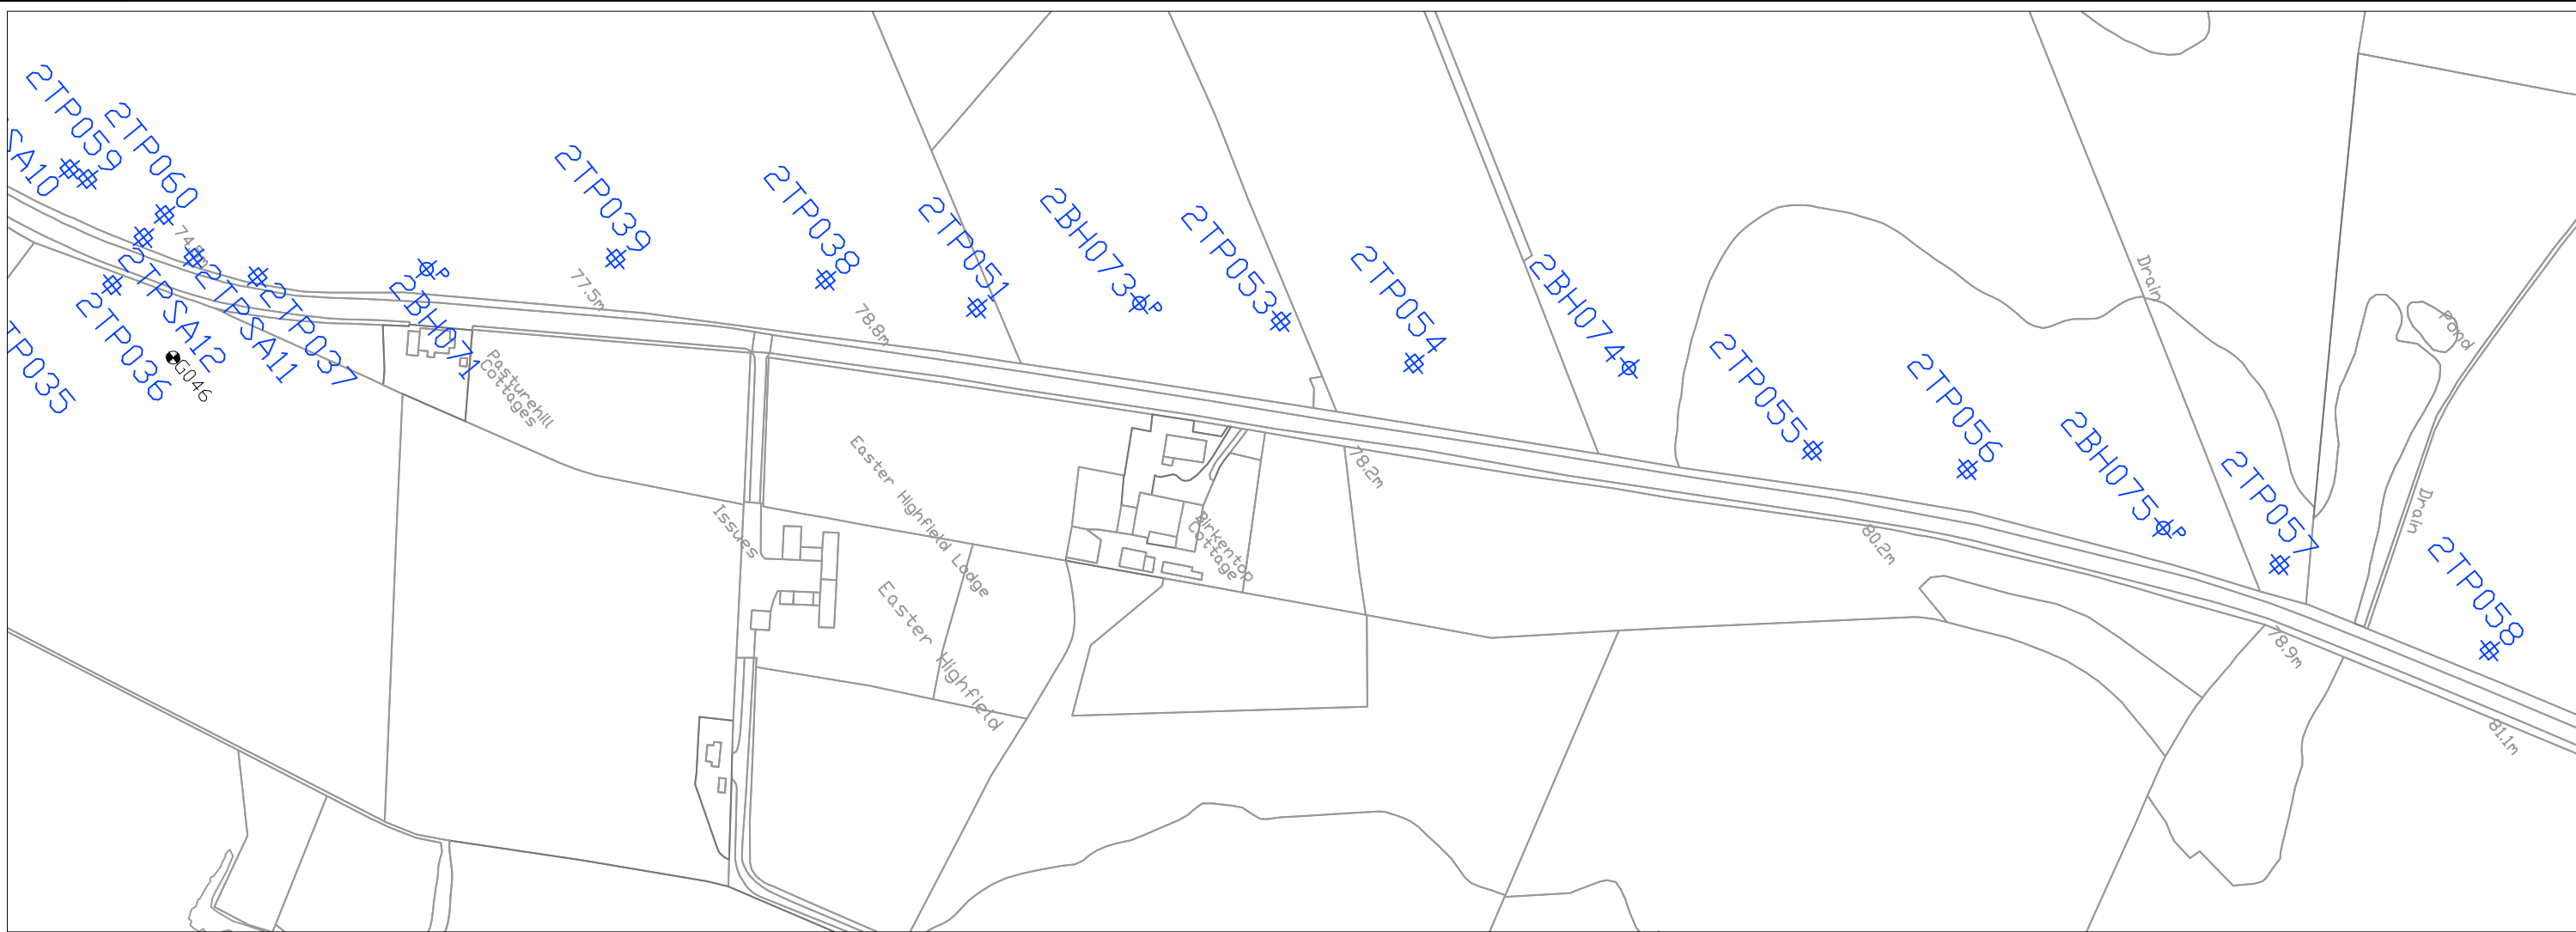 2TP059
2TP060
SA10
2TP039
2TP038
2TP051
2BH073
P
2TP053
2TP054
2BH074
2TP055
2TP056
2BH075
P
2TP057
2TP058
2TPSA12
2TPSA11
2TP037
2TP036
TP035
G046
P
2BH071
77.5m
78.8m
78.2m
80.2m
78.9m
81.1m
Pasturehill
Cottages
Issues
Easter Highfield Lodge
Easter Highfield
Birkentop
Cottage
Drain
Pond
Drain